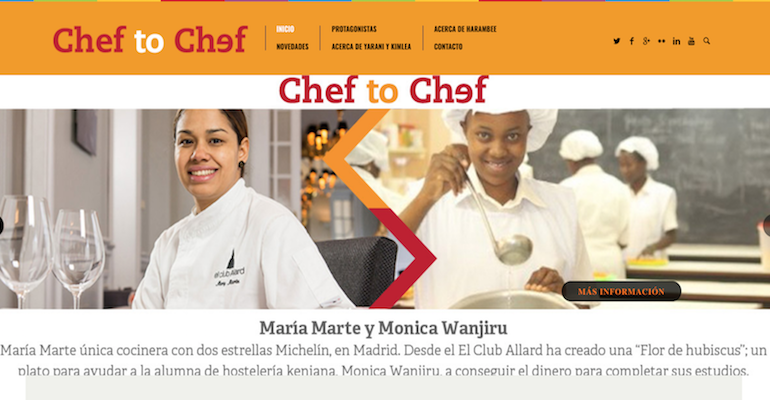 Chef to Chef
INICIO
PROTAGONISTAS
ACERCA DE HARAMBEE
NOVEDADES
ACERCA DE YARANI Y KIMLEA
CONTACTO
Chef to Chef
el Club Allard
María Marte
MÁS INFORMACIÓN
María Marte y Monica Wanjiru
María Marte única cocinera con dos estrellas Michelín, en Madrid. Desde el El Club Allard ha creado una “Flor de hubiscus”; un
plato para ayudar a la alumna de hostelería keniana, Monica Wanjiru, a conseguir el dinero para completar sus estudios.